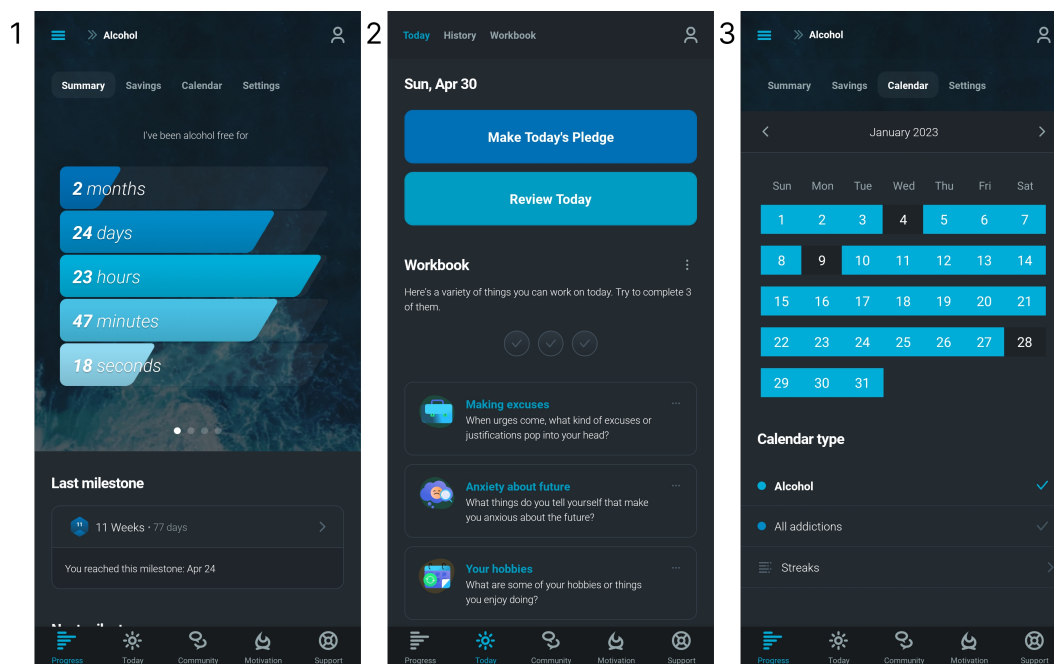 1
Alcohol
Summary Savings Calendar Settings
I've been alcohol free for
2 months
24 days
23 hours
47 minutes
18 seconds
Last milestone
11
11 Weeks • 77 days
You reached this milestone: Apr 24
Progress Today Community Motivation Support
2
Today History Workbook
Sun, Apr 30
Make Today's Pledge
Review Today
Workbook
Here's a variety of things you can work on today. Try to complete 3
of them.
Making excuses
When urges come, what kind of excuses or
justifications pop into your head?
Anxiety about future
What things do you tell yourself that make
you anxious about the future?
Your hobbies
What are some of your hobbies or things
you enjoy doing?
Progress Today Community Motivation Support
3
Alcohol
Summary Savings Calendar Settings
January 2023
Sun Mon Tue Wed Thu Fri Sat
1 2 3 4 5 6 7
8 9 10 11 12 13 14
15 16 17 18 19 20 21
22 23 24 25 26 27 28
29 30 31
Calendar type
Alcohol
All addictions
Streaks
Progress Today Community Motivation Support